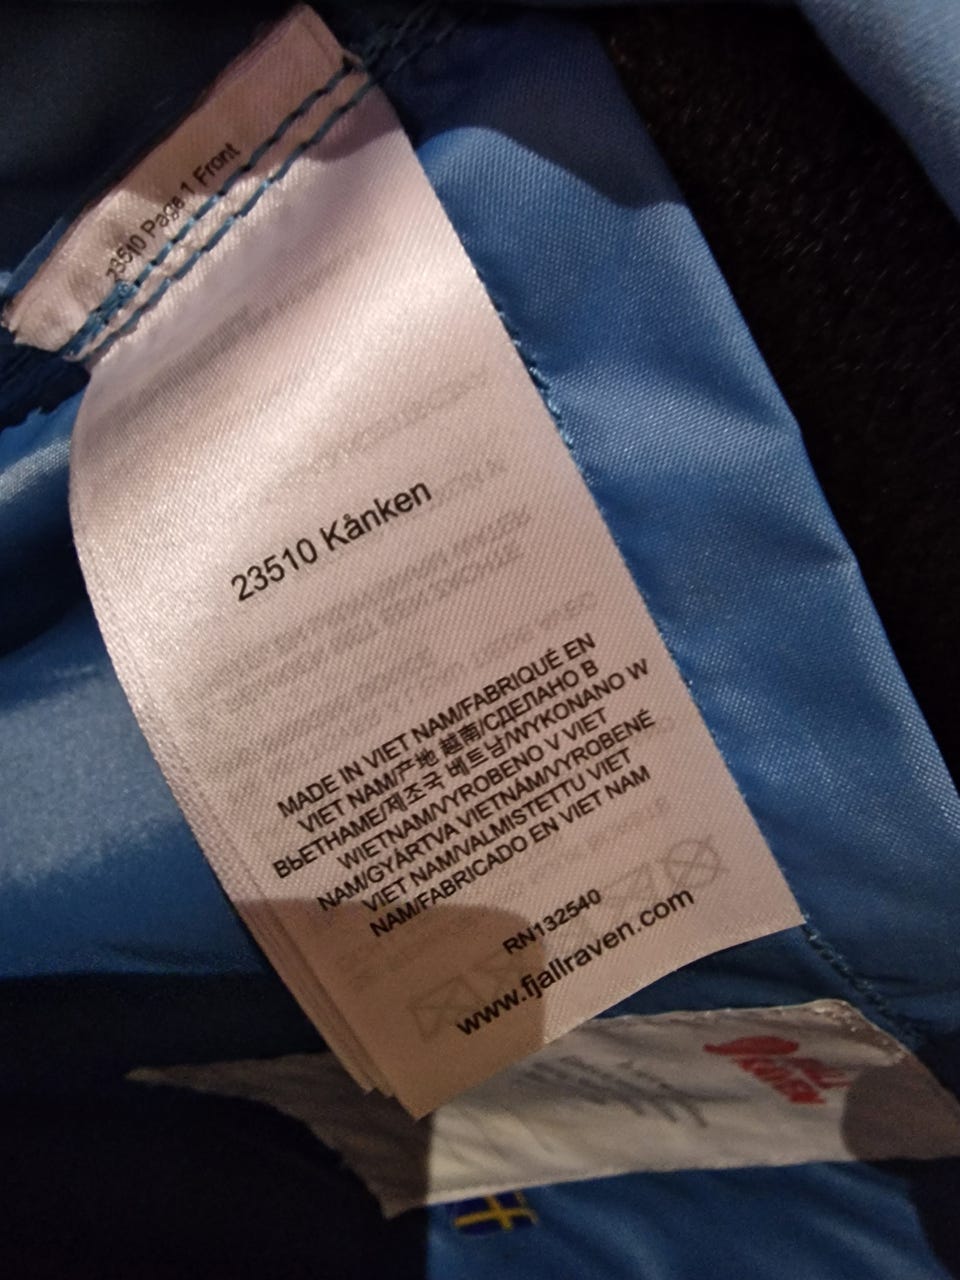 23510 Page 1 Front
23510 Kånken
MADE IN VIET NAM/FABRIQUÉ EN
VIET NAM/产地 越南/СДЕЛАНО В
ВЬЕТНАМЕ/제조국 베트남/WYKONANO W
WIETNAM/VYROBENO V VIET
NAM/GYÁRTVA VIETNÁM/VYROBENÉ
VIET NAM/VALMISTETTU VIET
NAM/FABRICADO EN VIET NAM
RN132540
www.fjallraven.com
RAVEN